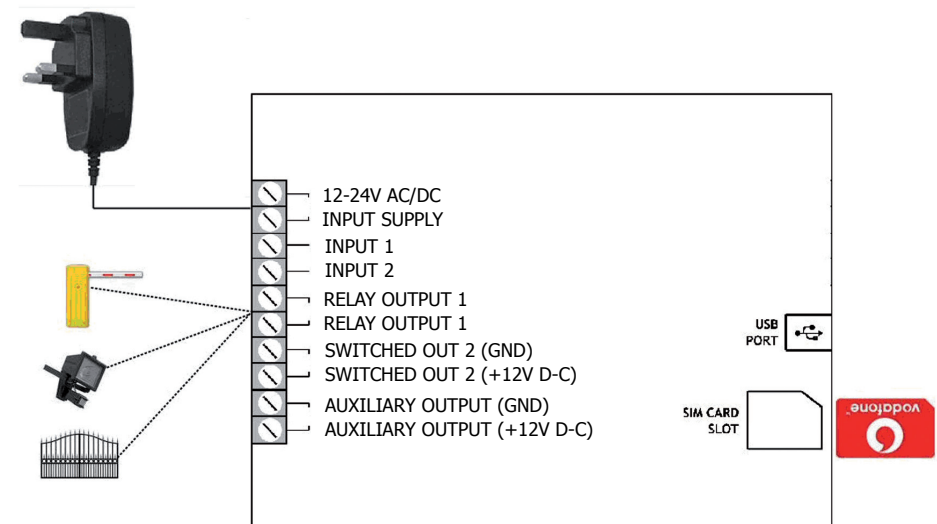 12-24V AC/DC
INPUT SUPPLY
INPUT 1
INPUT 2
RELAY OUTPUT 1
RELAY OUTPUT 1
SWITCHED OUT 2 (GND)
SWITCHED OUT 2 (+12V D-C)
AUXILIARY OUTPUT (GND)
AUXILIARY OUTPUT (+12V D-C)
USB
PORT
SIM CARD
SLOT
vodafone™